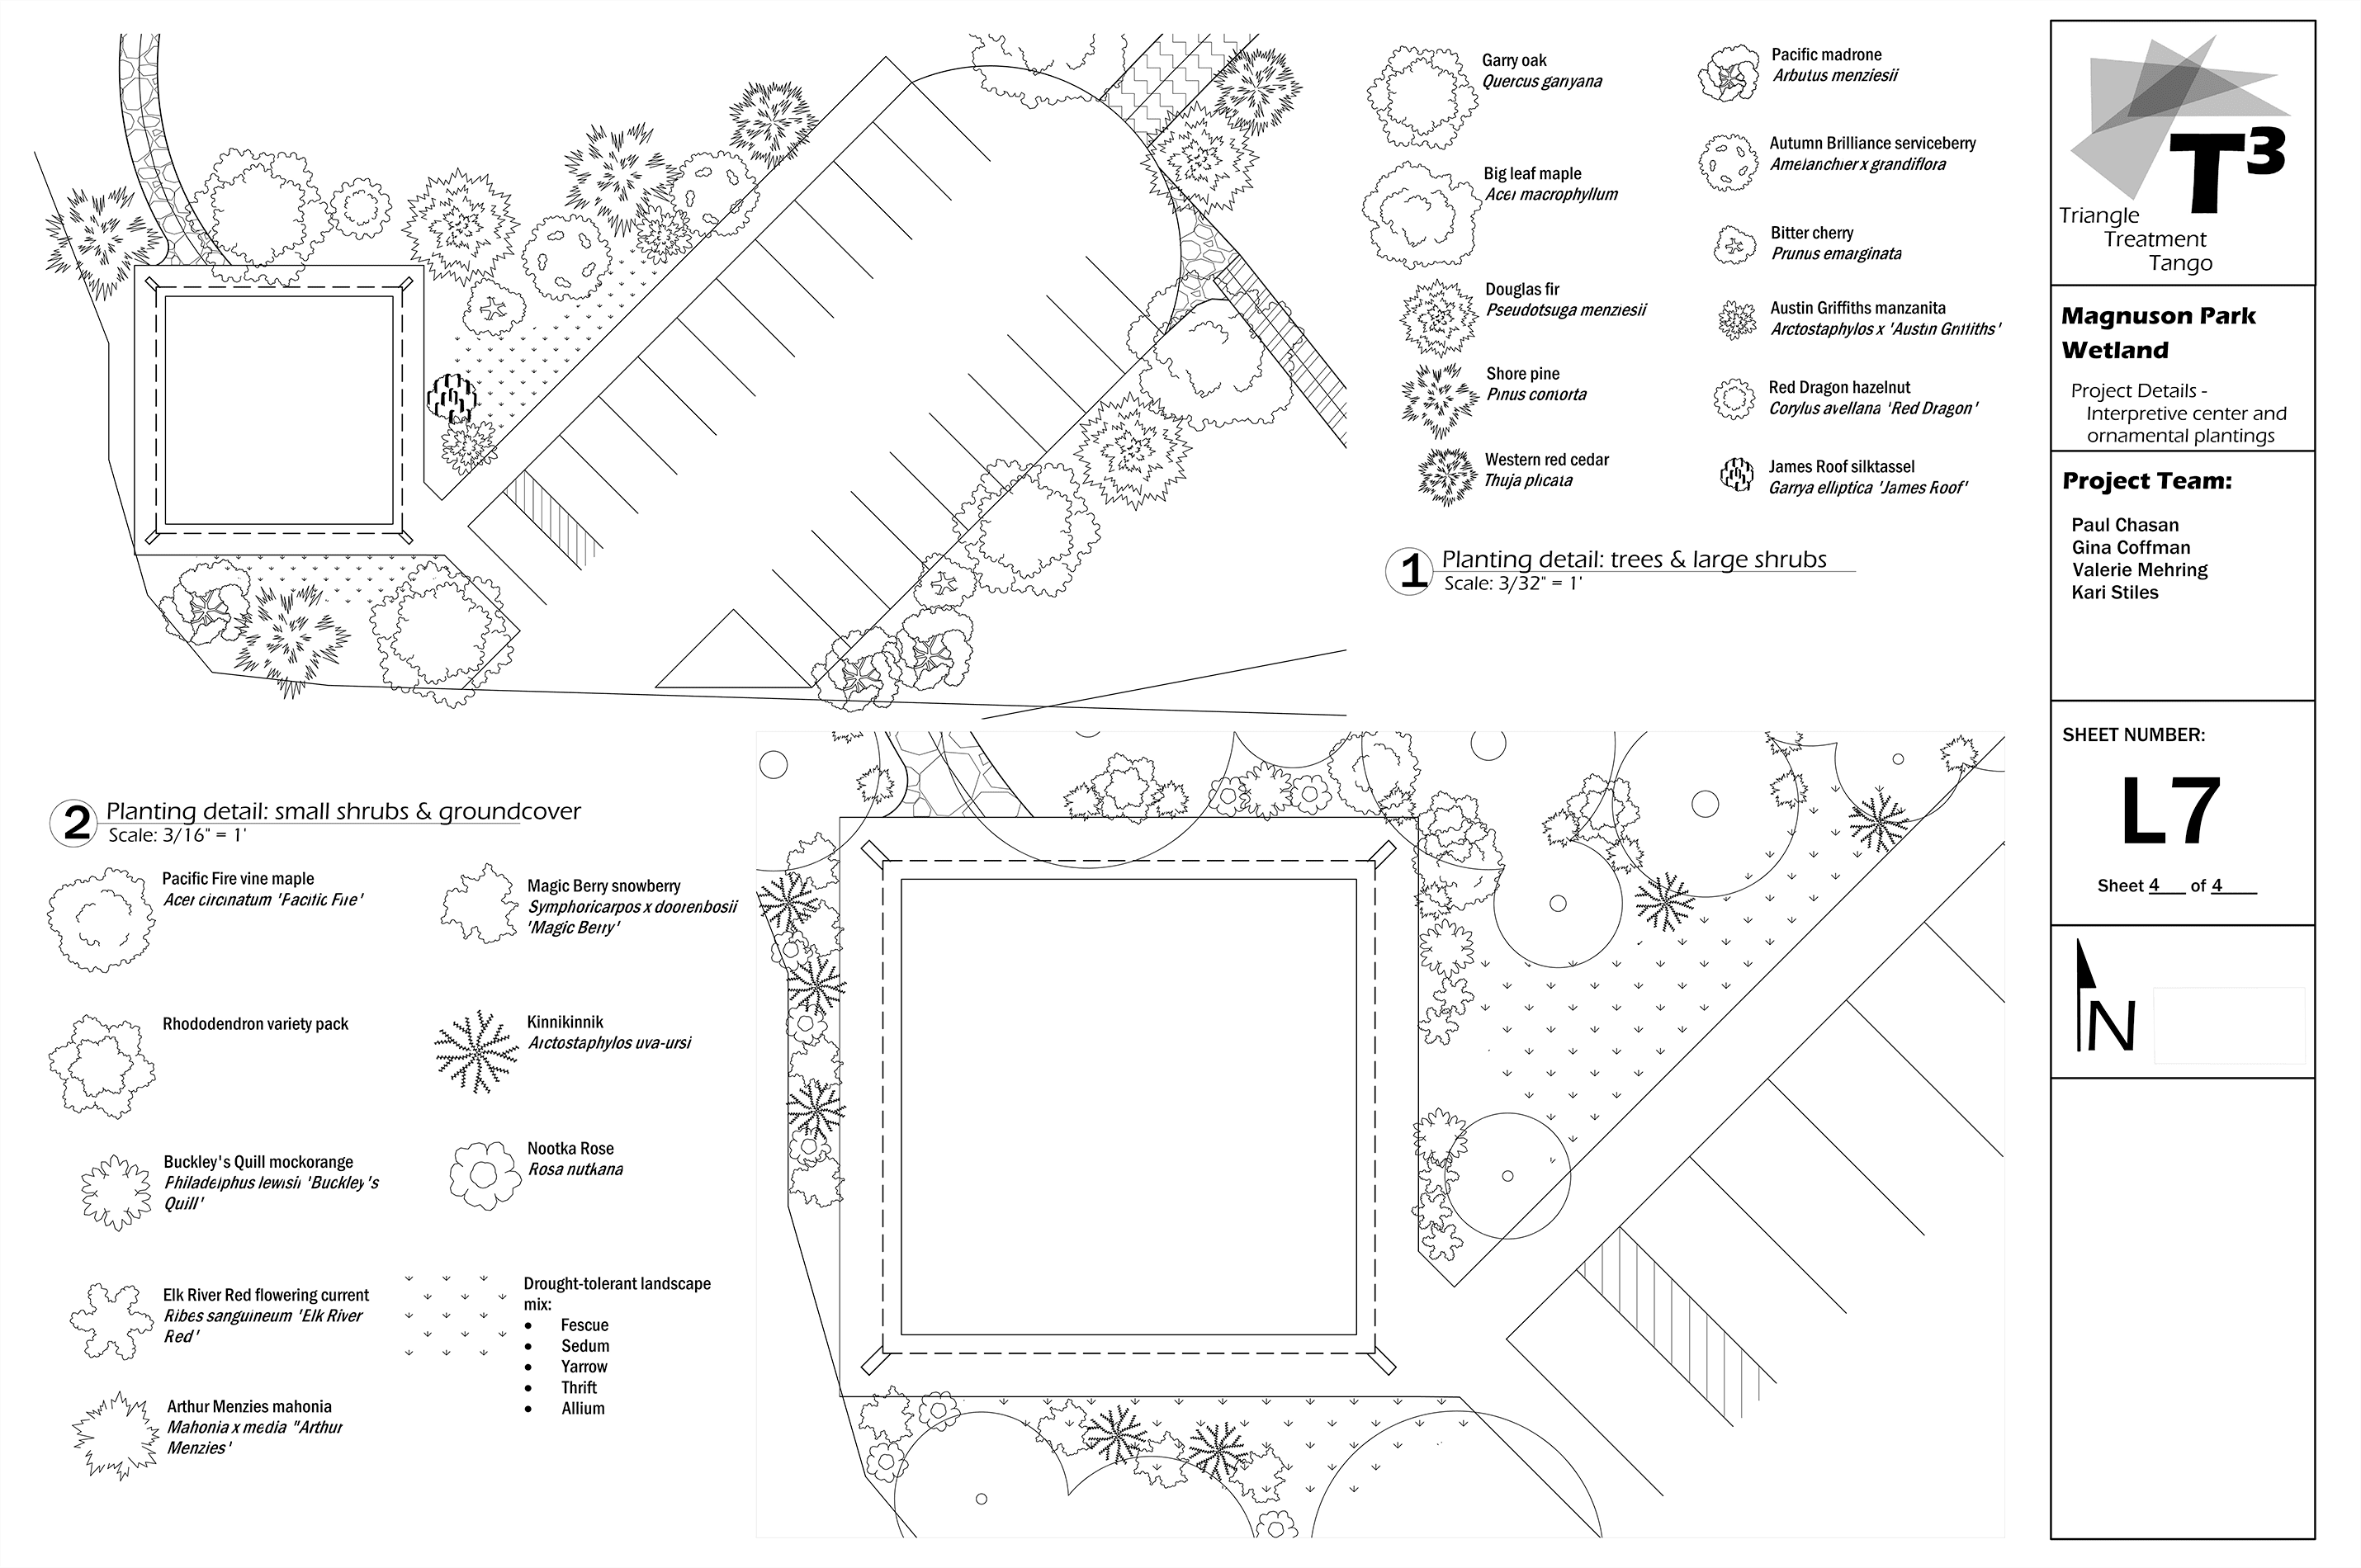 Garry oak
Quercus garryana
Big leaf maple
Acer macrophyllum
Douglas fir
Pseudotsuga menziesii
Shore pine
Pinus contorta
Western red cedar
Thuja plicata
Pacific madrone
Arbutus menziesii
Autumn Brilliance serviceberry
Amelanchier x grandiflora
Bitter cherry
Prunus emarginata
Austin Griffiths manzanita
Arctostaphylos x 'Austin Griffiths'
Red Dragon hazelnut
Corylus avellana 'Red Dragon'
James Roof silktassel
Garrya elliptica 'James Roof'
1 Planting detail: trees & large shrubs
Scale: 3/32" = 1'
2 Planting detail: small shrubs & groundcover
Scale: 3/16" = 1'
Pacific Fire vine maple
Acer circinatum 'Pacific Fire'
Rhododendron variety pack
Buckley's Quill mockorange
Philadelphus lewisii 'Buckley's
Quill'
Elk River Red flowering current
Ribes sanguineum 'Elk River
Red'
Arthur Menzies mahonia
Mahonia x media "Arthur
Menzies'
Magic Berry snowberry
Symphoricarpos x doorenbosii
'Magic Berry'
Kinnikinnik
Arctostaphylos uva-ursi
Nootka Rose
Rosa nutkana
Drought-tolerant landscape
mix:
• Fescue
• Sedum
• Yarrow
• Thrift
• Allium
T3
Triangle
Treatment
Tango
Magnuson Park
Wetland
Project Details -
Interpretive center and
ornamental plantings
Project Team:
Paul Chasan
Gina Coffman
Valerie Mehring
Kari Stiles
SHEET NUMBER:
L7
Sheet 4 of 4
N